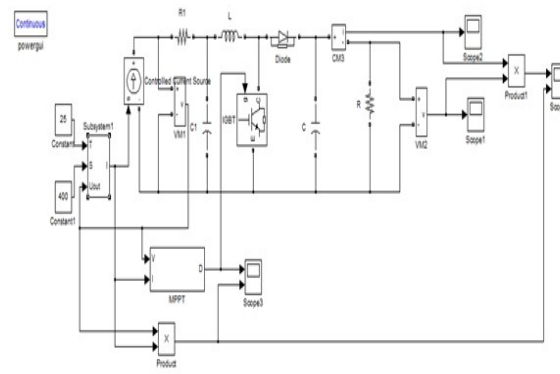 Continuous
powergui
R1
L
Diode
CM3
Scope2
Controlled Current Source
VM1
C1
IGBT
g
C
E
C
R
VM2
Scope1
X
Product1
25
Constant
Subsystem1
T
S
I
Uout
400
Constant1
V
I
D
MPPT
Scope3
X
Product